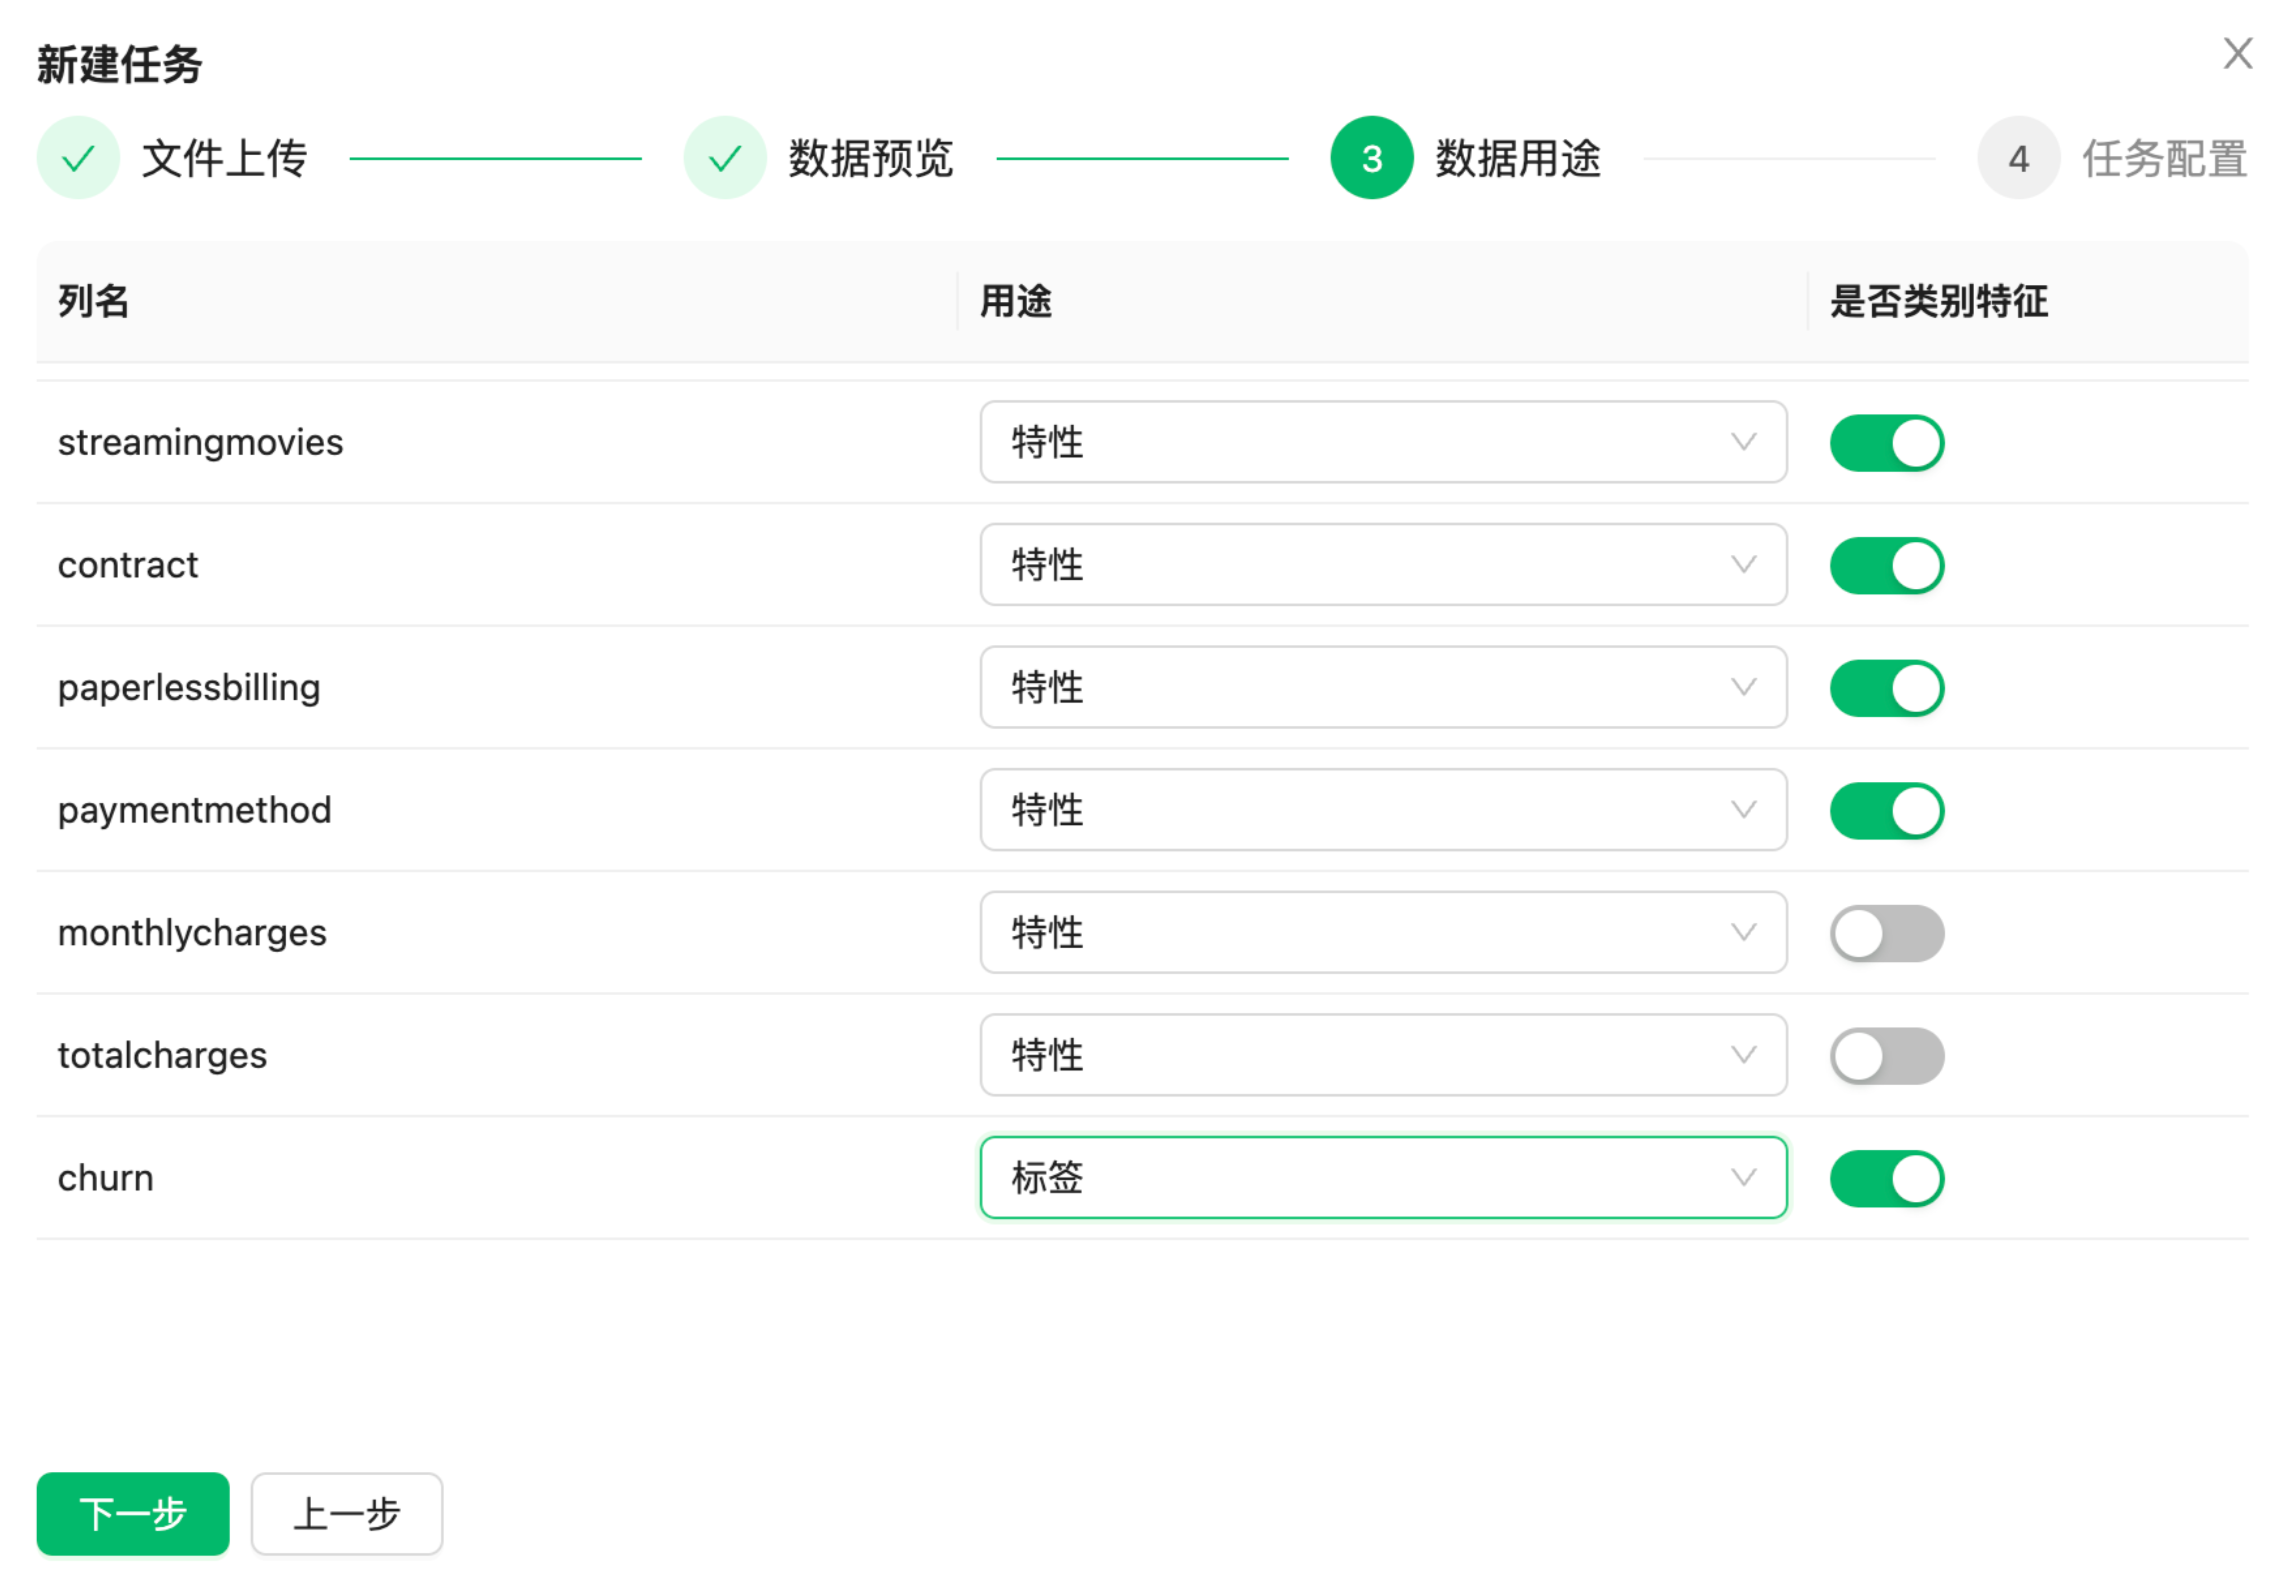 新建任务
文件上传
数据预览
3 数据用途
4 任务配置
列名 用途 是否类别特征
streamingmovies 特性
contract 特性
paperlessbilling 特性
paymentmethod 特性
monthlycharges 特性
totalcharges 特性
churn 标签
下一步 上一步